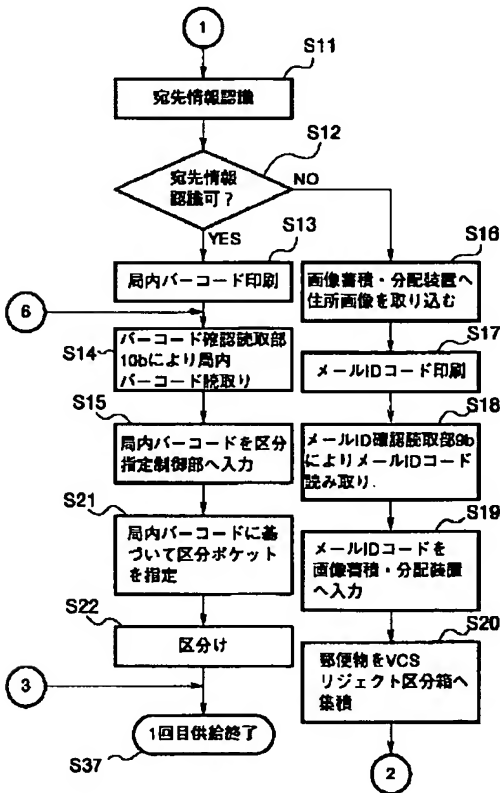 1
S11
宛先情報認識
S12
宛先情報
認識可?
NO
YES
S13
局内バーコード印刷
6
S14
バーコード確認読取部
10bにより局内
バーコード読取り
S15
局内バーコードを区分
指定制御部へ入力
S21
局内バーコードに基
づいて区分ポケット
を指定
S22
区分け
3
1回目供給終了
S37
S16
画像蓄積・分配装置へ
住所画像を取り込む
S17
メールIDコード印刷
S18
メールID確認読取部9b
によりメールIDコード
読み取り.
S19
メールIDコードを
画像蓄積・分配装置
へ入力
S20
郵便物をVCS
リジェクト区分箱へ
集積
2